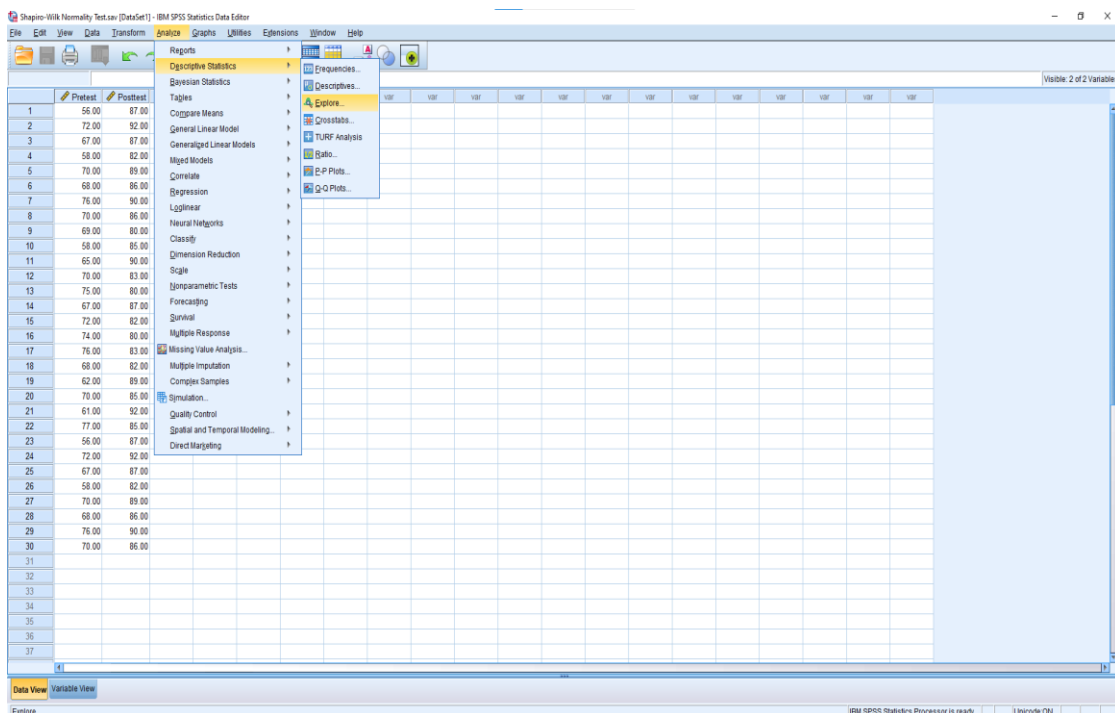 Shapiro-Wilk Normality Test.sav [DataSet1] - IBM SPSS Statistics Data Editor
File Edit View Data Transform Analyze Graphs Utilities Extensions Window Help
Visible: 2 of 2 Variable
Reports
Descriptive Statistics
Bayesian Statistics
Tables
Compare Means
General Linear Model
Generalized Linear Models
Mixed Models
Correlate
Regression
Loglinear
Neural Networks
Classify
Dimension Reduction
Scale
Nonparametric Tests
Forecasting
Survival
Multiple Response
Missing Value Analysis...
Multiple Imputation
Complex Samples
Simulation...
Quality Control
Spatial and Temporal Modeling...
Direct Marketing
Frequencies...
Descriptives...
Explore...
Crosstabs...
TURF Analysis
Ratio...
P-P Plots...
Q-Q Plots...
Pretest Posttest var var var var var var var var var var var var var
1 56.00 87.00
2 72.00 92.00
3 67.00 87.00
4 58.00 82.00
5 70.00 89.00
6 68.00 86.00
7 76.00 90.00
8 70.00 86.00
9 69.00 80.00
10 58.00 85.00
11 65.00 90.00
12 70.00 83.00
13 75.00 80.00
14 67.00 87.00
15 72.00 82.00
16 74.00 80.00
17 76.00 83.00
18 68.00 82.00
19 62.00 89.00
20 70.00 85.00
21 61.00 92.00
22 77.00 85.00
23 56.00 87.00
24 72.00 92.00
25 67.00 87.00
26 58.00 82.00
27 70.00 89.00
28 68.00 86.00
29 76.00 90.00
30 70.00 86.00
31
32
33
34
35
36
37
Data View Variable View
Explore IBM SPSS Statistics Processor is ready Unicode:ON